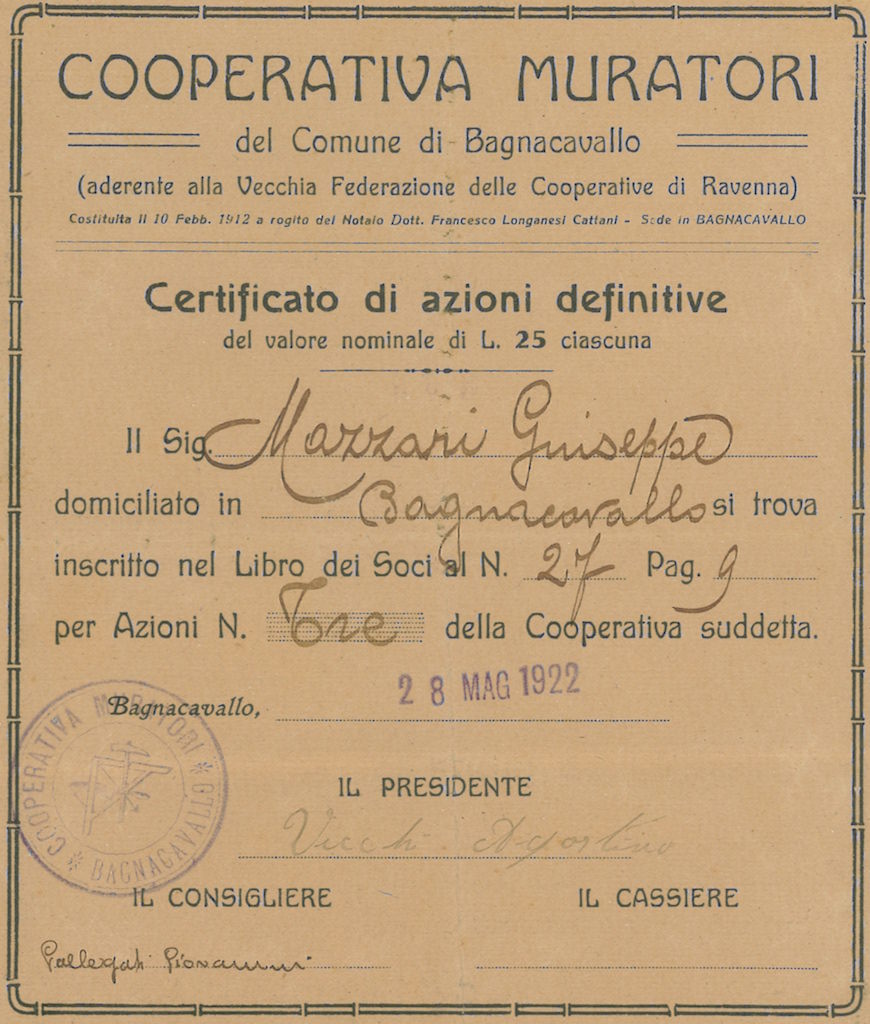 COOPERATIVA MURATORI
del Comune di Bagnacavallo
(aderente alla Vecchia Federazione delle Cooperative di Ravenna)
Costituita il 10 Febb. 1912 a rogito del Notaio Dott. Francesco Longanesi Cattani - Sede in BAGNACAVALLO
Certificato di azioni definitive
del valore nominale di L. 25 ciascuna
Il Sig. Mazzari Giuseppe
domiciliato in Bagnacavallo si trova
inscritto nel Libro dei Soci al N. 27 Pag. 9
per Azioni N. Tre della Cooperativa suddetta.
Bagnacavallo, 28 MAG 1922
COOPERATIVA MURATORI * BAGNACAVALLO *
IL PRESIDENTE
Vecchi Agostino
IL CONSIGLIERE IL CASSIERE
Pallegati Giovanni